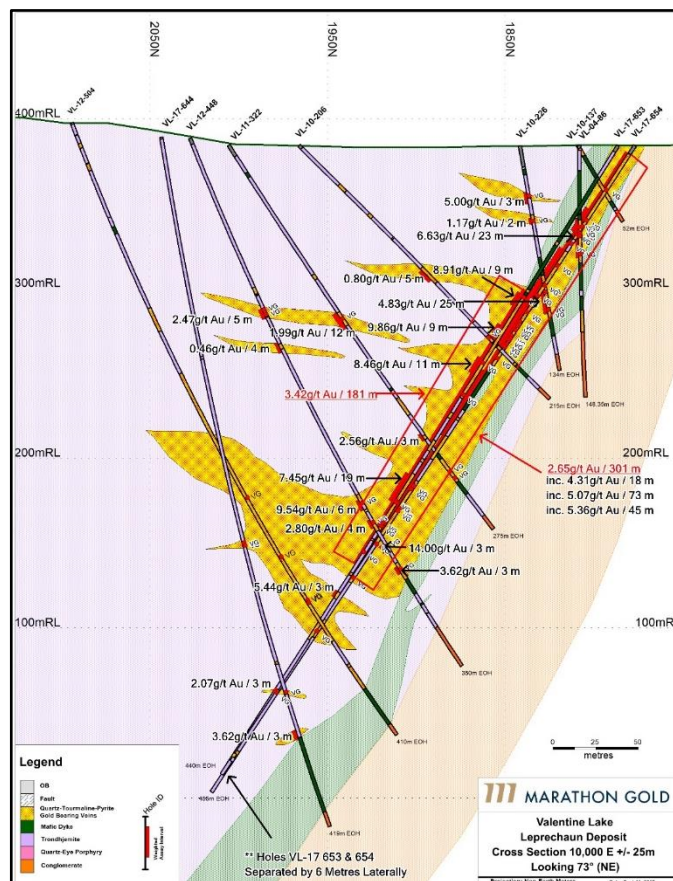 2050N
1950N
1850N
VL-12-504
VL-17-644
VL-12-448
VL-11-322
VL-10-206
VL-10-226
VL-10-137
VL-04-86
VL-17-653
VL-17-654
400mRL
400mRL
5.00g/t Au / 3 m
1.17g/t Au / 2 m
6.63g/t Au / 23 m
52m EOH
8.91g/t Au / 9 m
0.80g/t Au / 5 m
300mRL
300mRL
4.83g/t Au / 25 m
2.47g/t Au / 5 m
1.99g/t Au / 12 m
9.86g/t Au / 9 m
0.46g/t Au / 4 m
8.46g/t Au / 11 m
134m EOH
215m EOH
148.35m EOH
3.42g/t Au / 181 m
2.56g/t Au / 3 m
200mRL
200mRL
2.65g/t Au / 301 m
inc. 4.31g/t Au / 18 m
inc. 5.07g/t Au / 73 m
inc. 5.36g/t Au / 45 m
7.45g/t Au / 19 m
9.54g/t Au / 6 m
2.80g/t Au / 4 m
275m EOH
14.00g/t Au / 3 m
3.62g/t Au / 3 m
5.44g/t Au / 3 m
100mRL
100mRL
350m EOH
2.07g/t Au / 3 m
3.62g/t Au / 3 m
410m EOH
440m EOH
498m EOH
419m EOH
0 25 50
metres
Legend
OB
Fault
Quartz-Tourmaline-Pyrite
Gold Bearing Veins
Mafic Dyke
Trondhjemite
Quartz-Eye Porphyry
Conglomerate
Hole ID
Weighted
Assay Interval
** Holes VL-17 653 & 654
Separated by 6 Metres Laterally
MARATHON GOLD
Valentine Lake
Leprechaun Deposit
Cross Section 10,000 E +/- 25m
Looking 73° (NE)